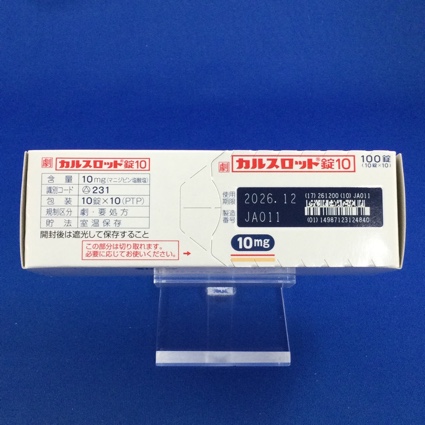 劇 カルスロット®錠10
含量 10mg(マニジピン塩酸塩)
識別コード 231
包装 10錠×10(PTP)
規制区分 劇・要処方
貯法 室温保存
開封後は遮光して保存すること
この部分は切り取れます。
必要に応じてお使いください。
劇 カルスロット®錠10 100錠
(10錠×10)
使用期限 2026.12
製造番号 JA011
(17)261200(10)JA011
(01)14987123124840
10mg